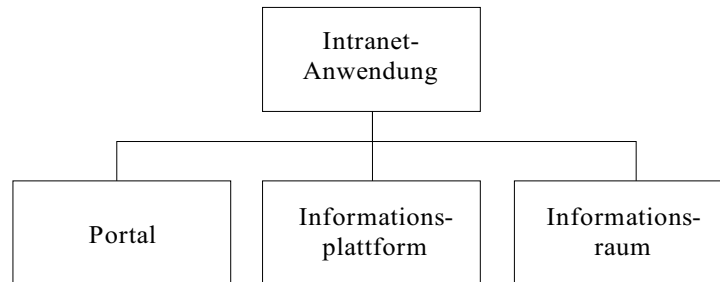 Intranet-
Anwendung
Portal
Informations-
plattform
Informations-
raum